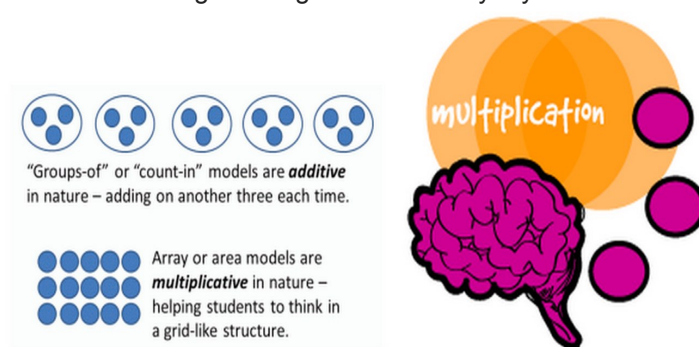 "Groups-of" or "count-in" models are additive
in nature – adding on another three each time.
Array or area models are
multiplicative in nature –
helping students to think in
a grid-like structure.
multiplication